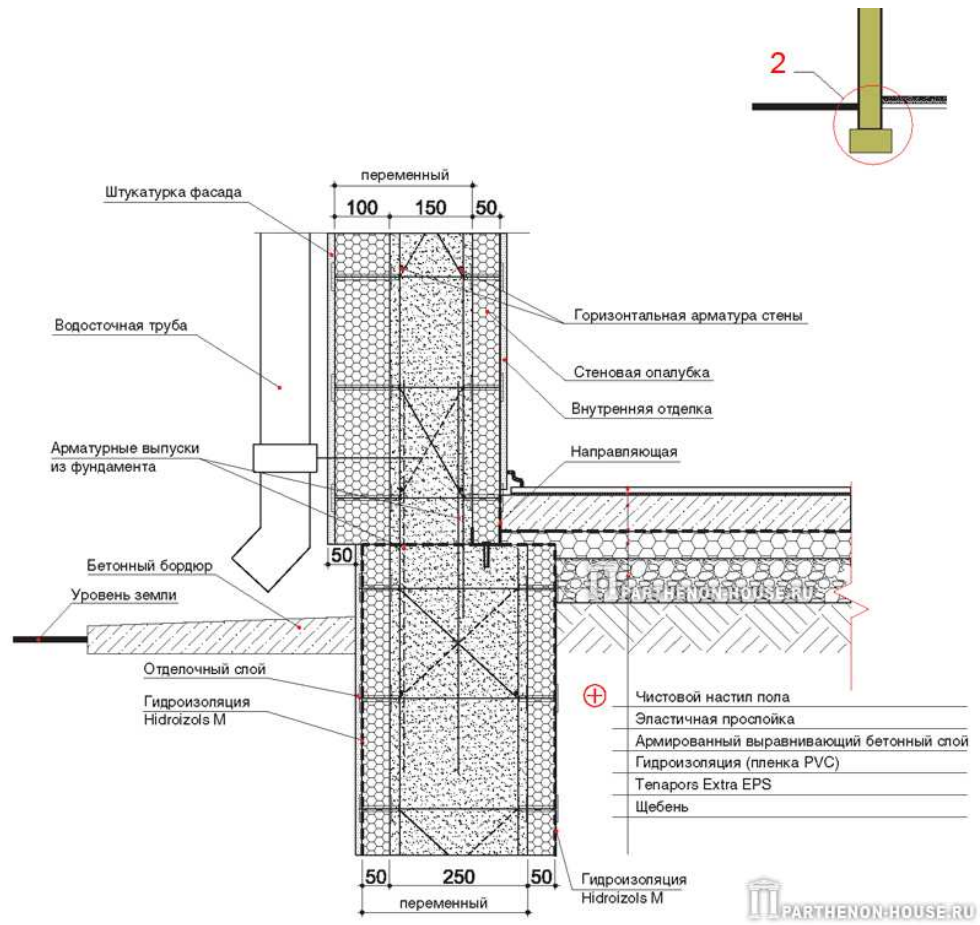 2
переменный
Штукатурка фасада
100 150 50
Водосточная труба
Горизонтальная арматура стены
Стеновая опалубка
Внутренняя отделка
Арматурные выпуски
из фундамента
Направляющая
50
Бетонный бордюр
Уровень земли
PARTHENON-HOUSE.RU
Отделочный слой
Гидроизоляция
Hidroizols M
Чистовой настил пола
Эластичная прослойка
Армированный выравнивающий бетонный слой
Гидроизоляция (пленка PVC)
Tenapors Extra EPS
Щебень
50 250 50
переменный
Гидроизоляция
Hidroizols M
PARTHENON-HOUSE.RU